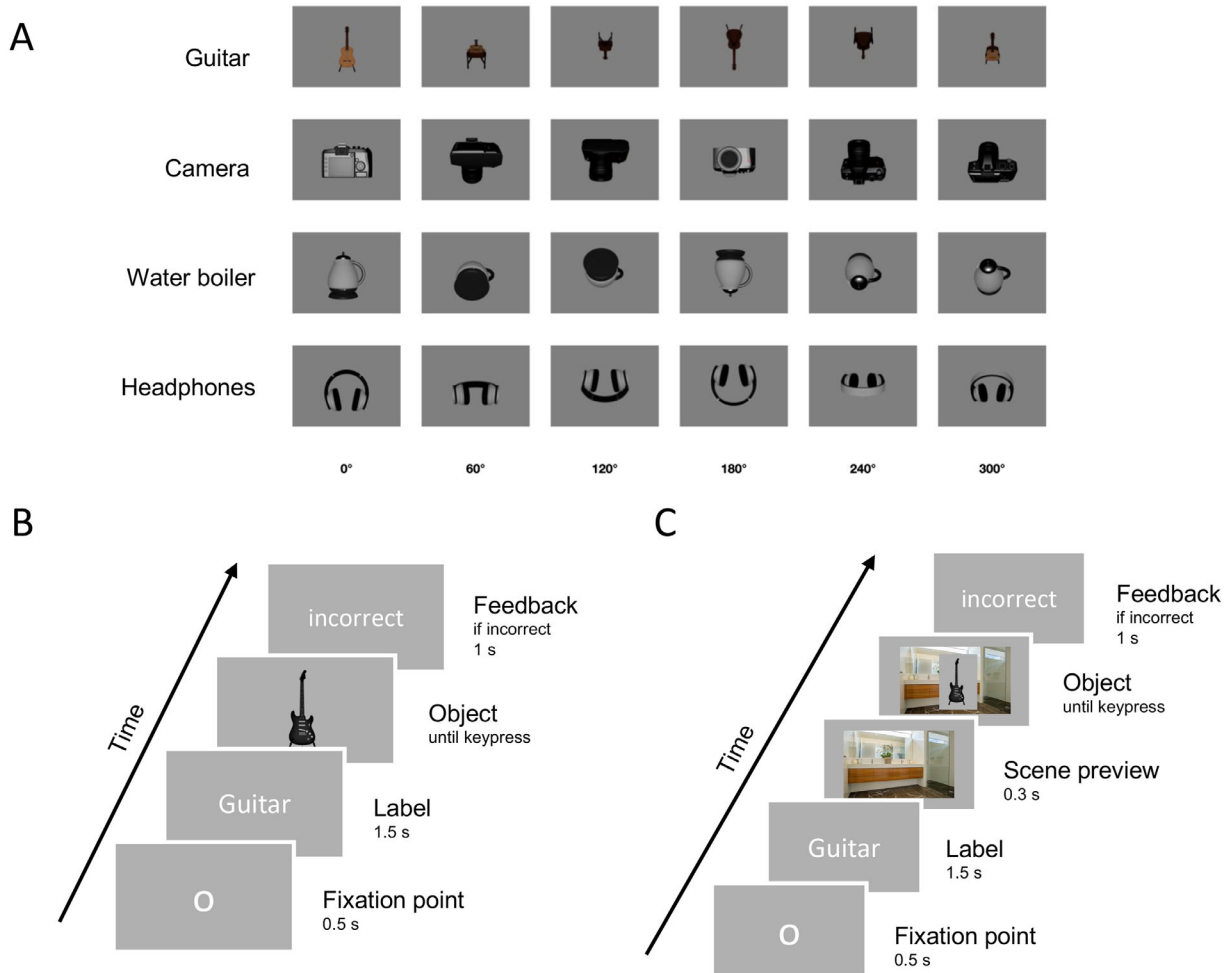 A
Guitar
Camera
Water boiler
Headphones
0° 60° 120° 180° 240° 300°
B
Time
incorrect
Feedback
if incorrect
1 s
Object
until keypress
Guitar
Label
1.5 s
O
Fixation point
0.5 s
C
Time
incorrect
Feedback
if incorrect
1 s
Object
until keypress
Scene preview
0.3 s
Guitar
Label
1.5 s
O
Fixation point
0.5 s